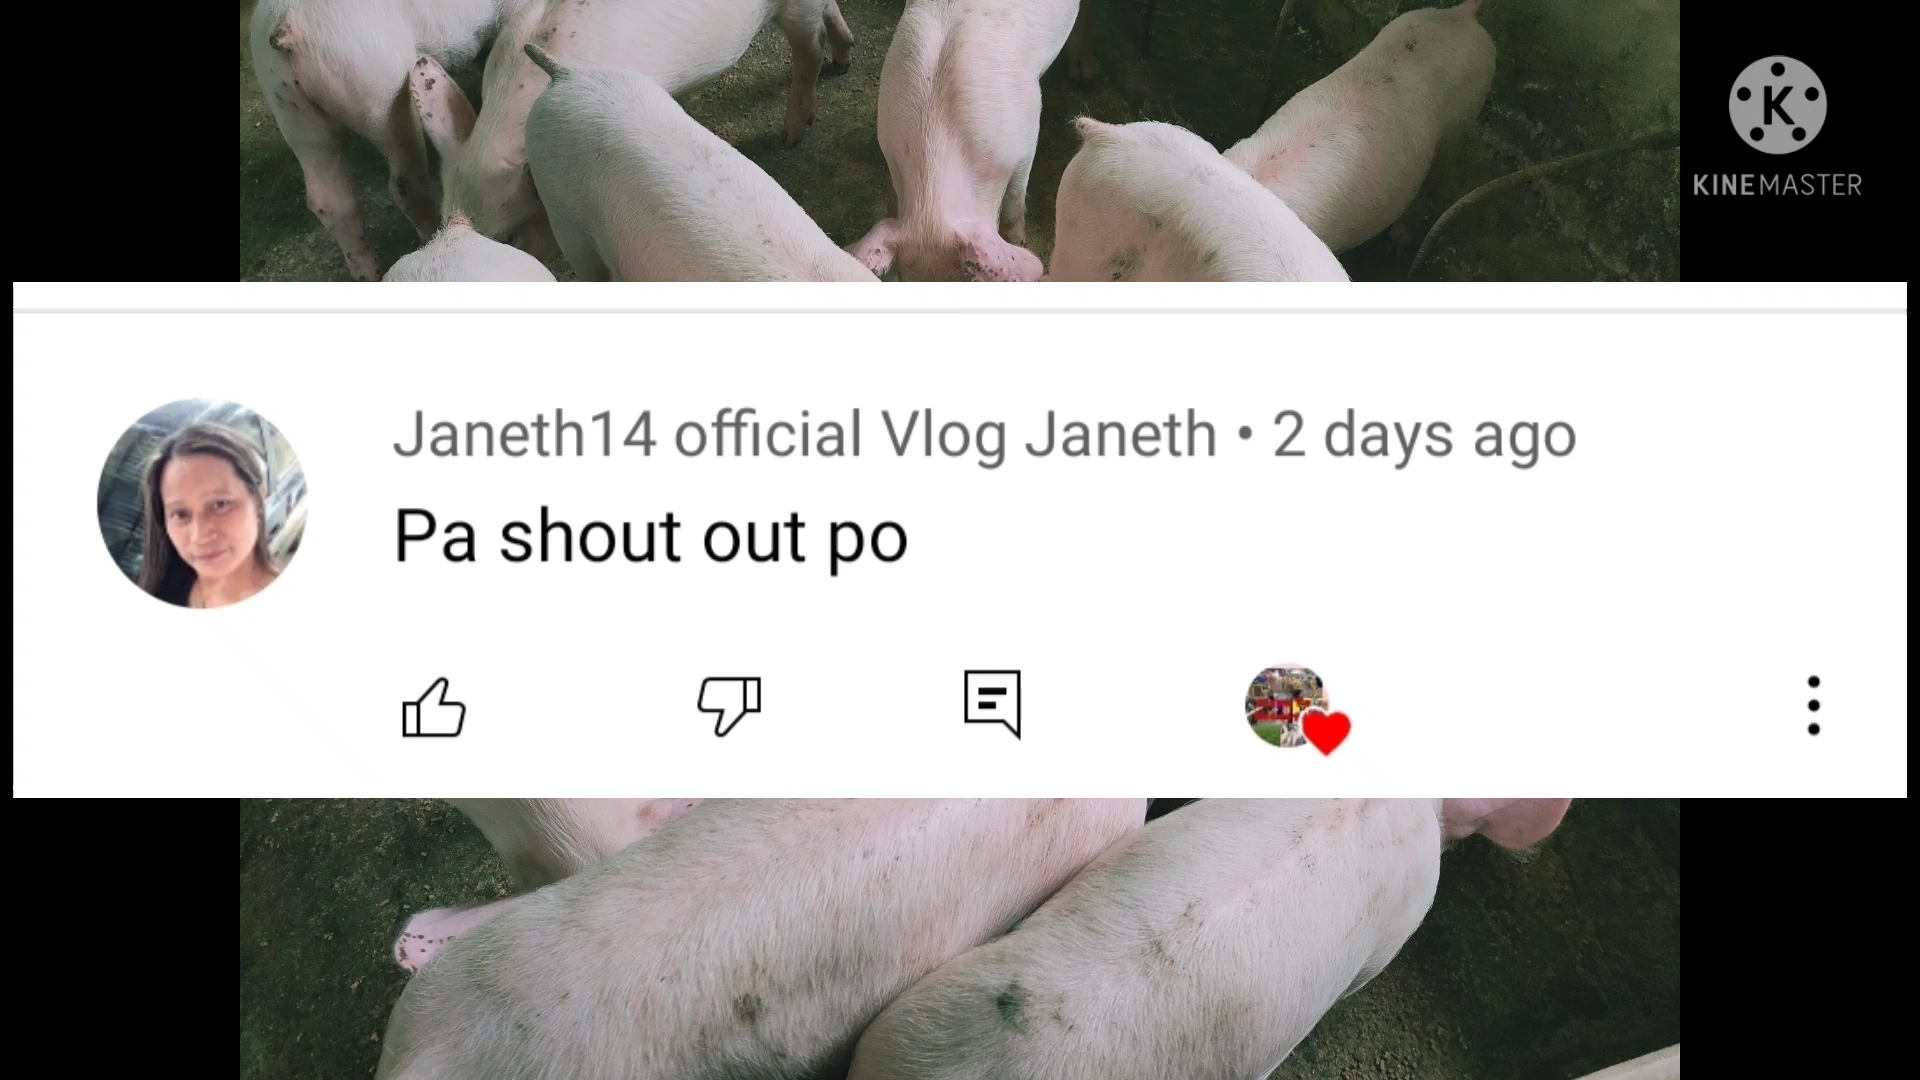 K
KINEMASTER
Janeth14 official Vlog Janeth • 2 days ago
Pa shout out po